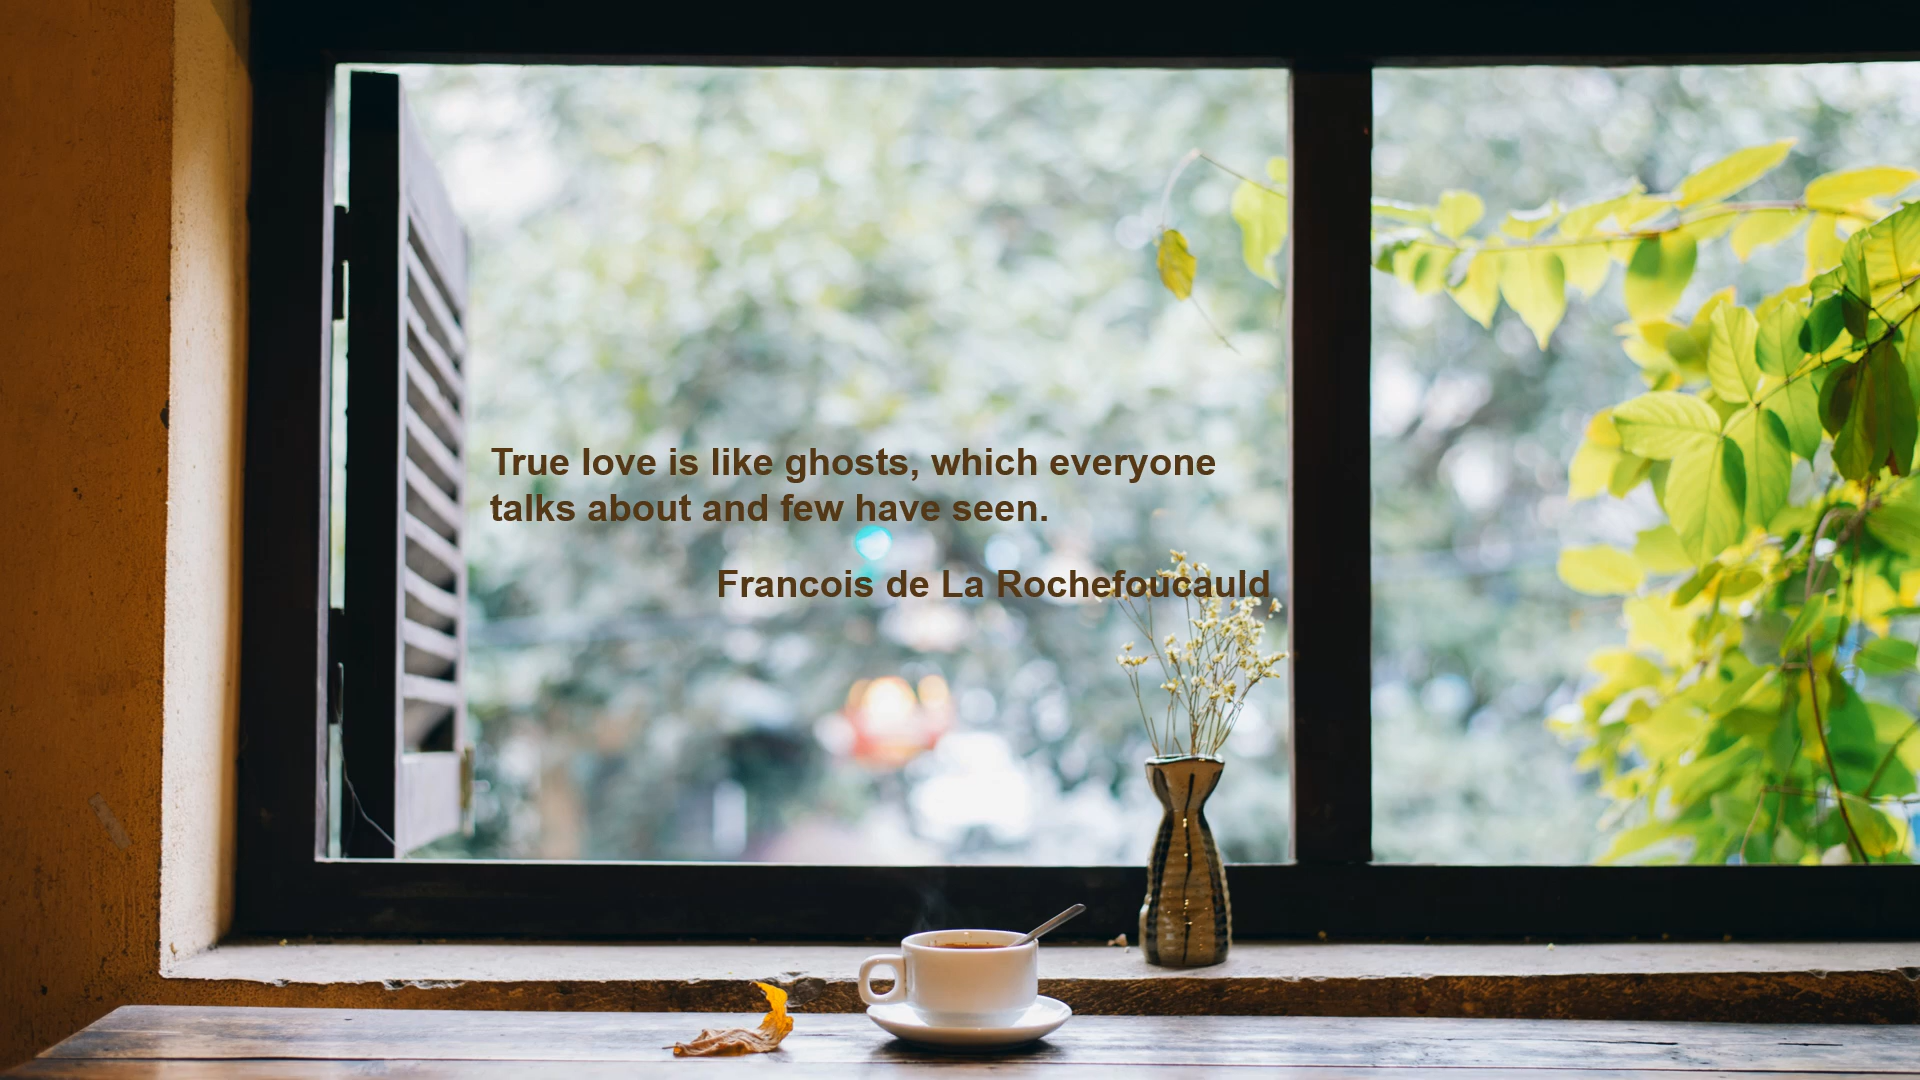 True love is like ghosts, which everyone
talks about and few have seen.
Francois de La Rochefoucauld